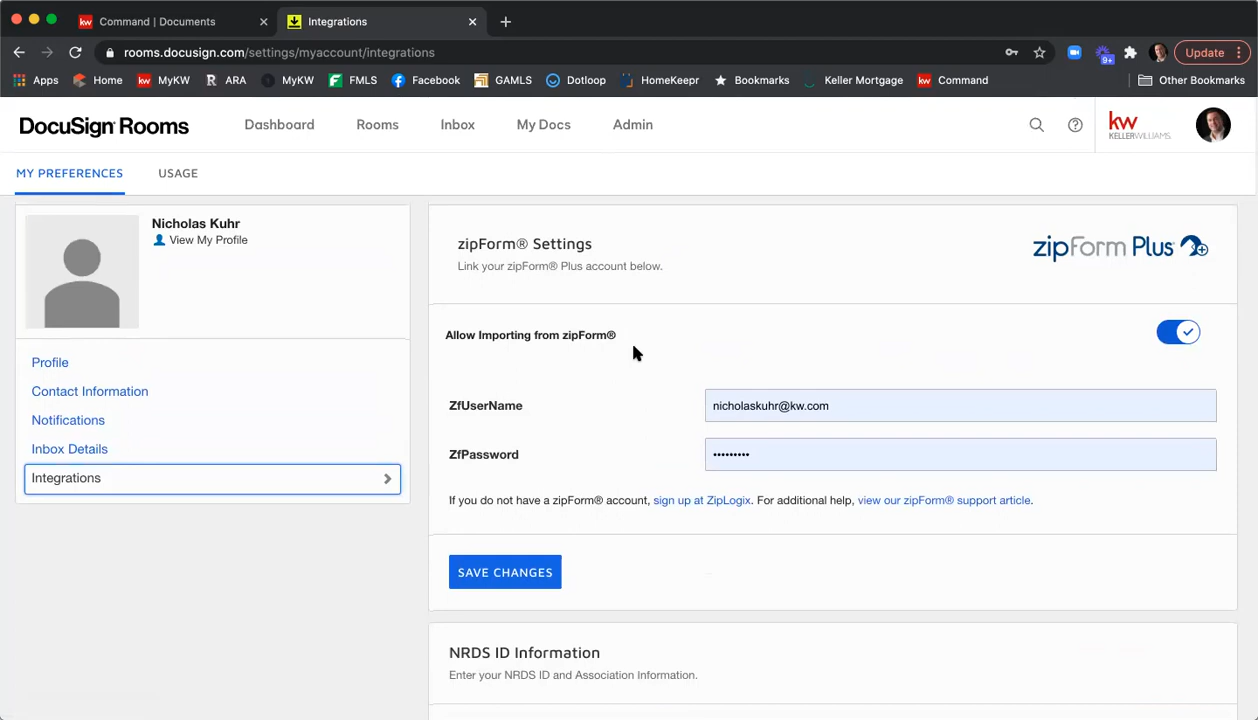 Command | Documents
Integrations
rooms.docusign.com/settings/myaccount/integrations
9+
Update
Apps
Home
kw MyKW
R ARA
MyKW
FMLS
Facebook
GAMLS
Dotloop
HomeKeepr
Bookmarks
Keller Mortgage
kw Command
Other Bookmarks
DocuSign Rooms
Dashboard
Rooms
Inbox
My Docs
Admin
kw
KELLERWILLIAMS.
MY PREFERENCES
USAGE
Nicholas Kuhr
View My Profile
Profile
Contact Information
Notifications
Inbox Details
Integrations
zipForm® Settings
Link your zipForm® Plus account below.
zipForm Plus
Allow Importing from zipForm®
ZfUserName
nicholaskuhr@kw.com
ZfPassword
•••••••••
If you do not have a zipForm® account, sign up at ZipLogix. For additional help, view our zipForm® support article.
SAVE CHANGES
NRDS ID Information
Enter your NRDS ID and Association Information.